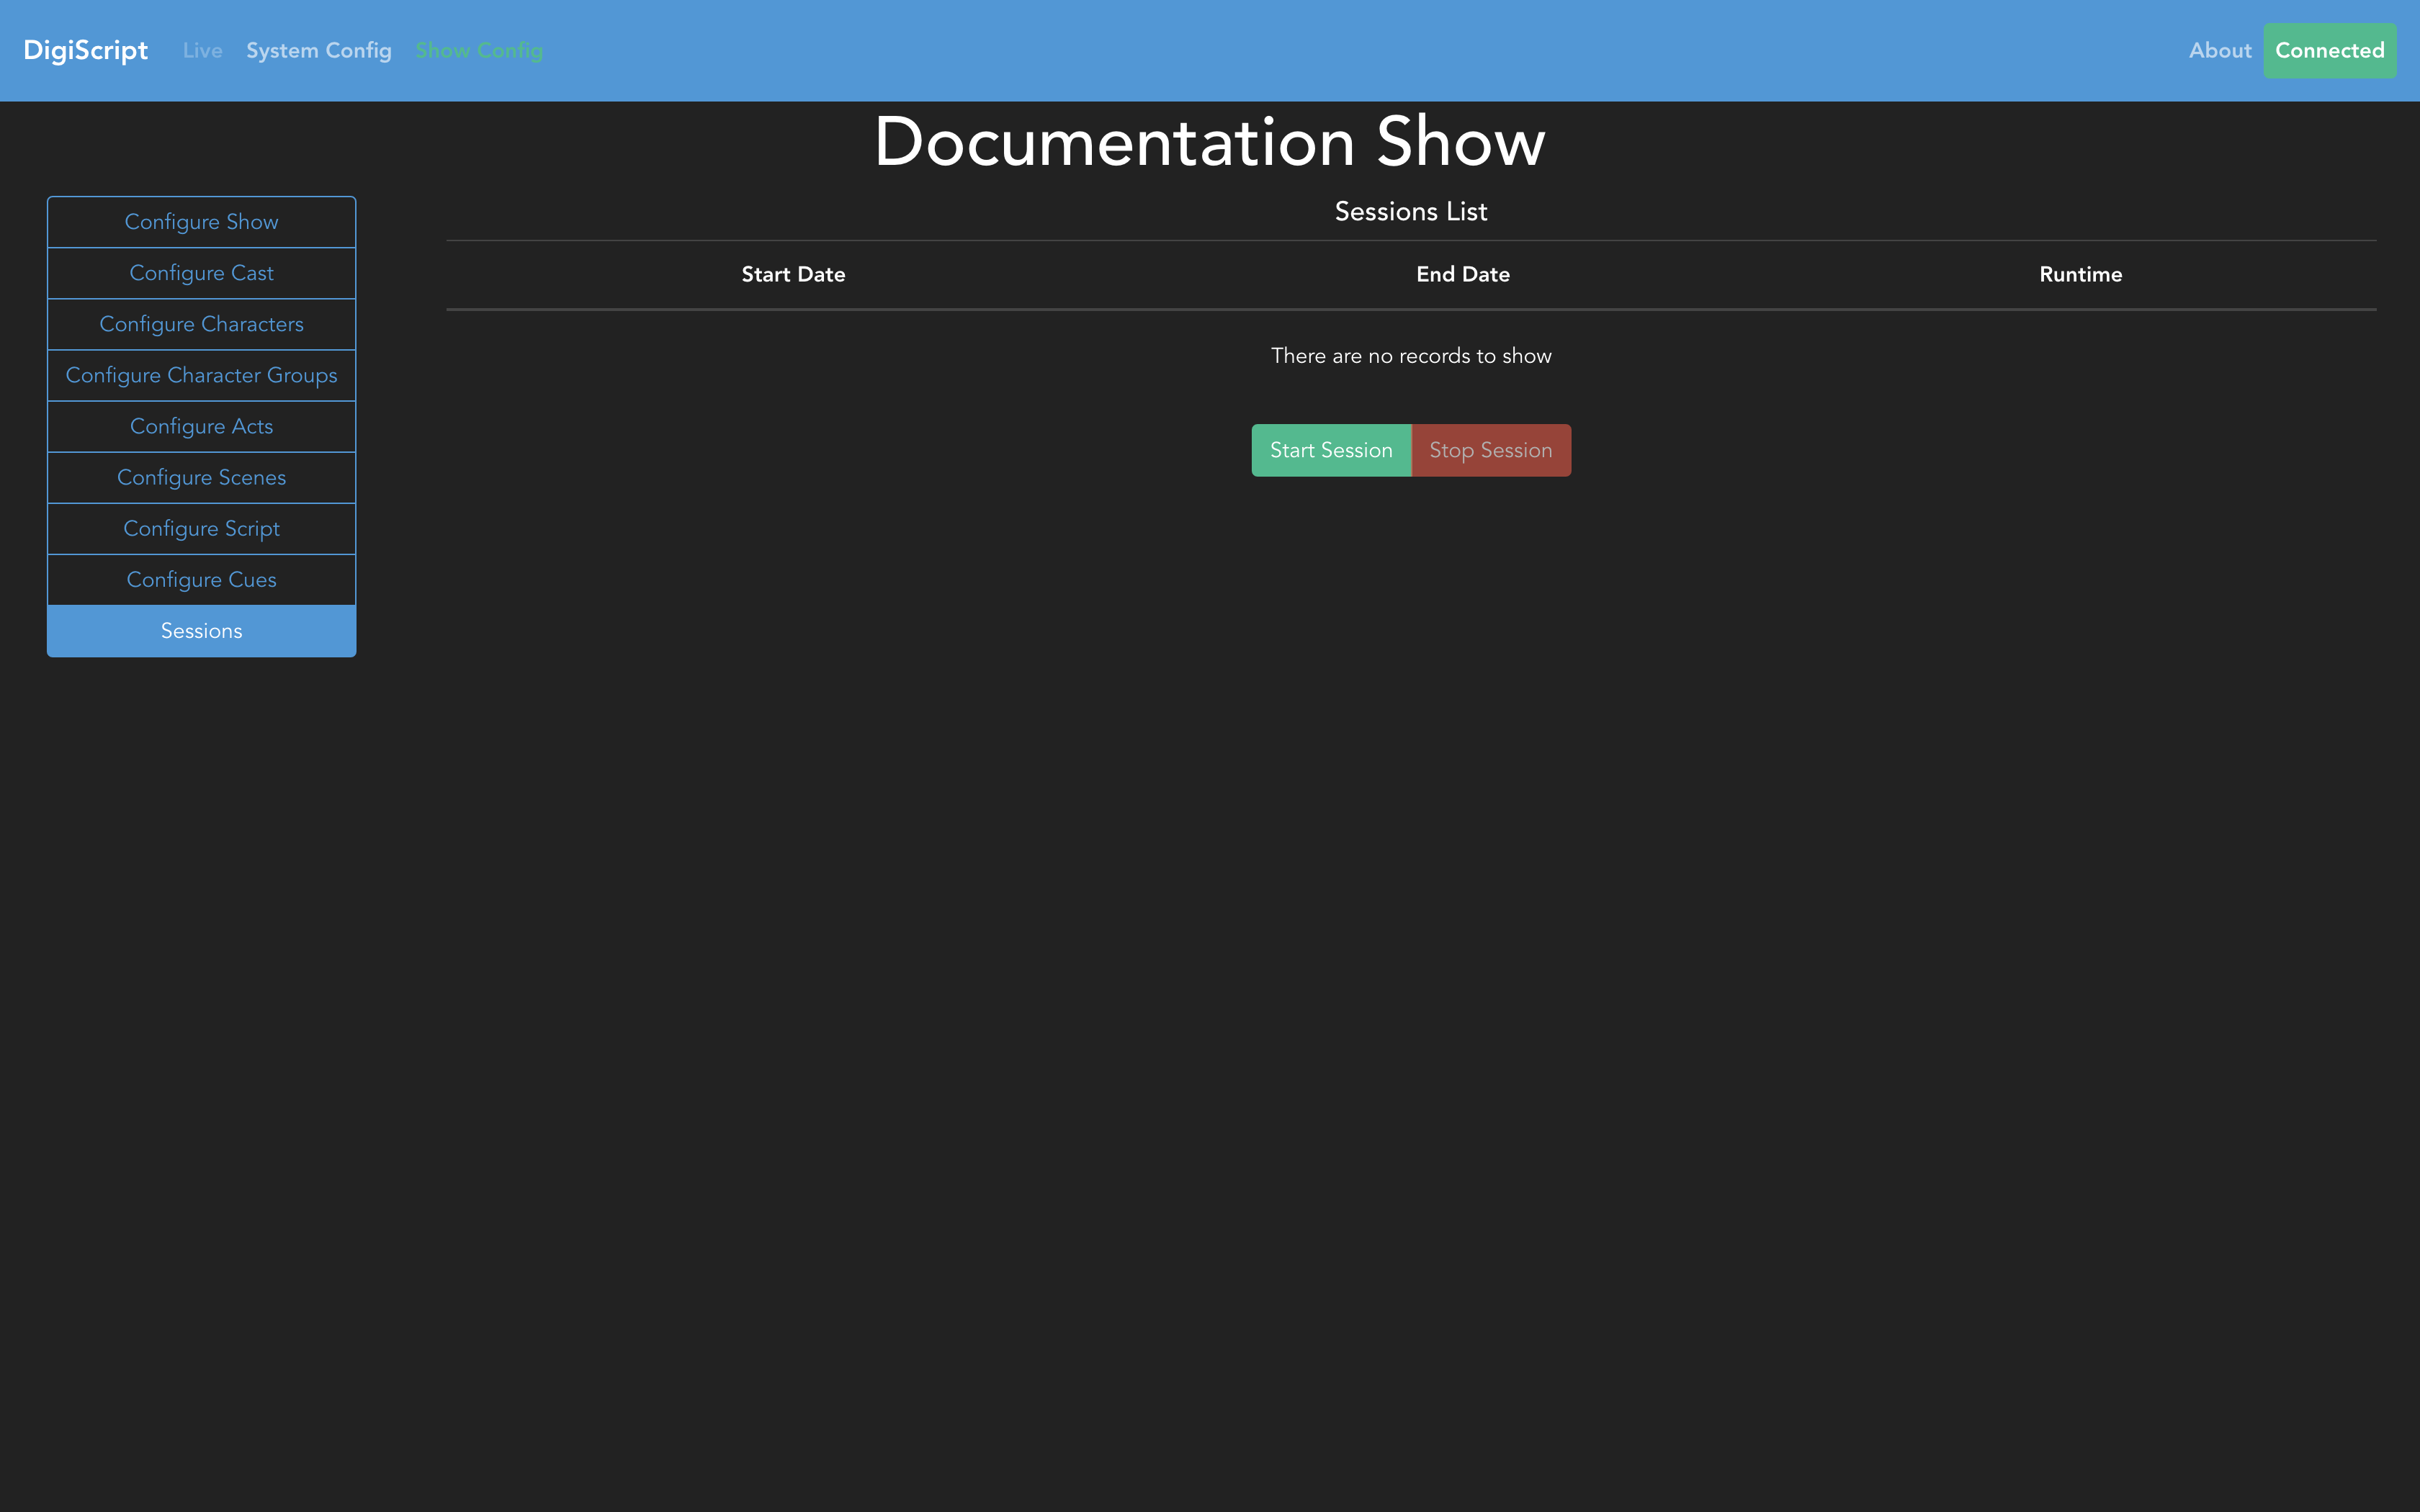 DigiScript Live System Config Show Config About Connected
Documentation Show
Configure Show
Configure Cast
Configure Characters
Configure Character Groups
Configure Acts
Configure Scenes
Configure Script
Configure Cues
Sessions
Sessions List
Start Date End Date Runtime
There are no records to show
Start Session Stop Session